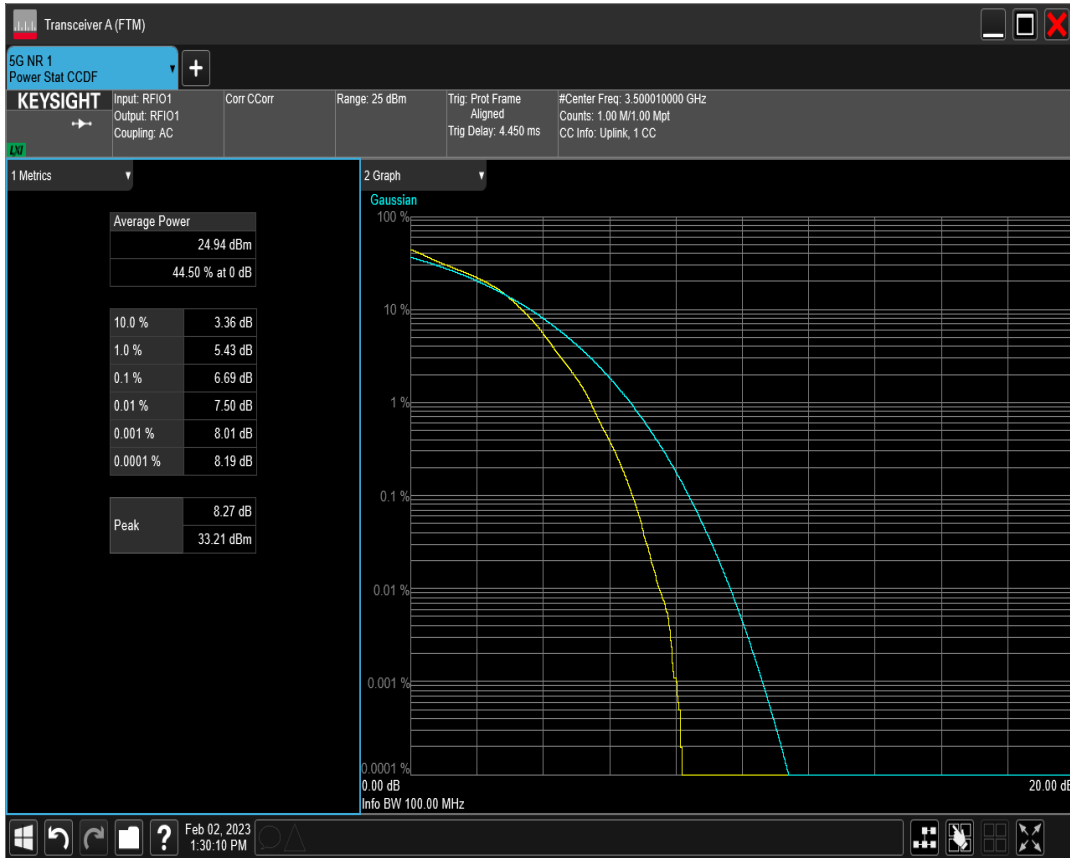 Transceiver A (FTM)
5G NR 1
Power Stat CCDF
+
KEYSIGHT
LXI
Input: RFIO1
Output: RFIO1
Coupling: AC
Corr CCorr
Range: 25 dBm
Trig: Prot Frame
Aligned
Trig Delay: 4.450 ms
#Center Freq: 3.500010000 GHz
Counts: 1.00 M/1.00 Mpt
CC Info: Uplink, 1 CC
1 Metrics
Average Power
24.94 dBm
44.50 % at 0 dB
10.0 % 3.36 dB
1.0 % 5.43 dB
0.1 % 6.69 dB
0.01 % 7.50 dB
0.001 % 8.01 dB
0.0001 % 8.19 dB
Peak 8.27 dB
33.21 dBm
2 Graph
Gaussian
100 %
10 %
1 %
0.1 %
0.01 %
0.001 %
0.0001 %
0.00 dB 20.00 dB
Info BW 100.00 MHz
?
Feb 02, 2023
1:30:10 PM